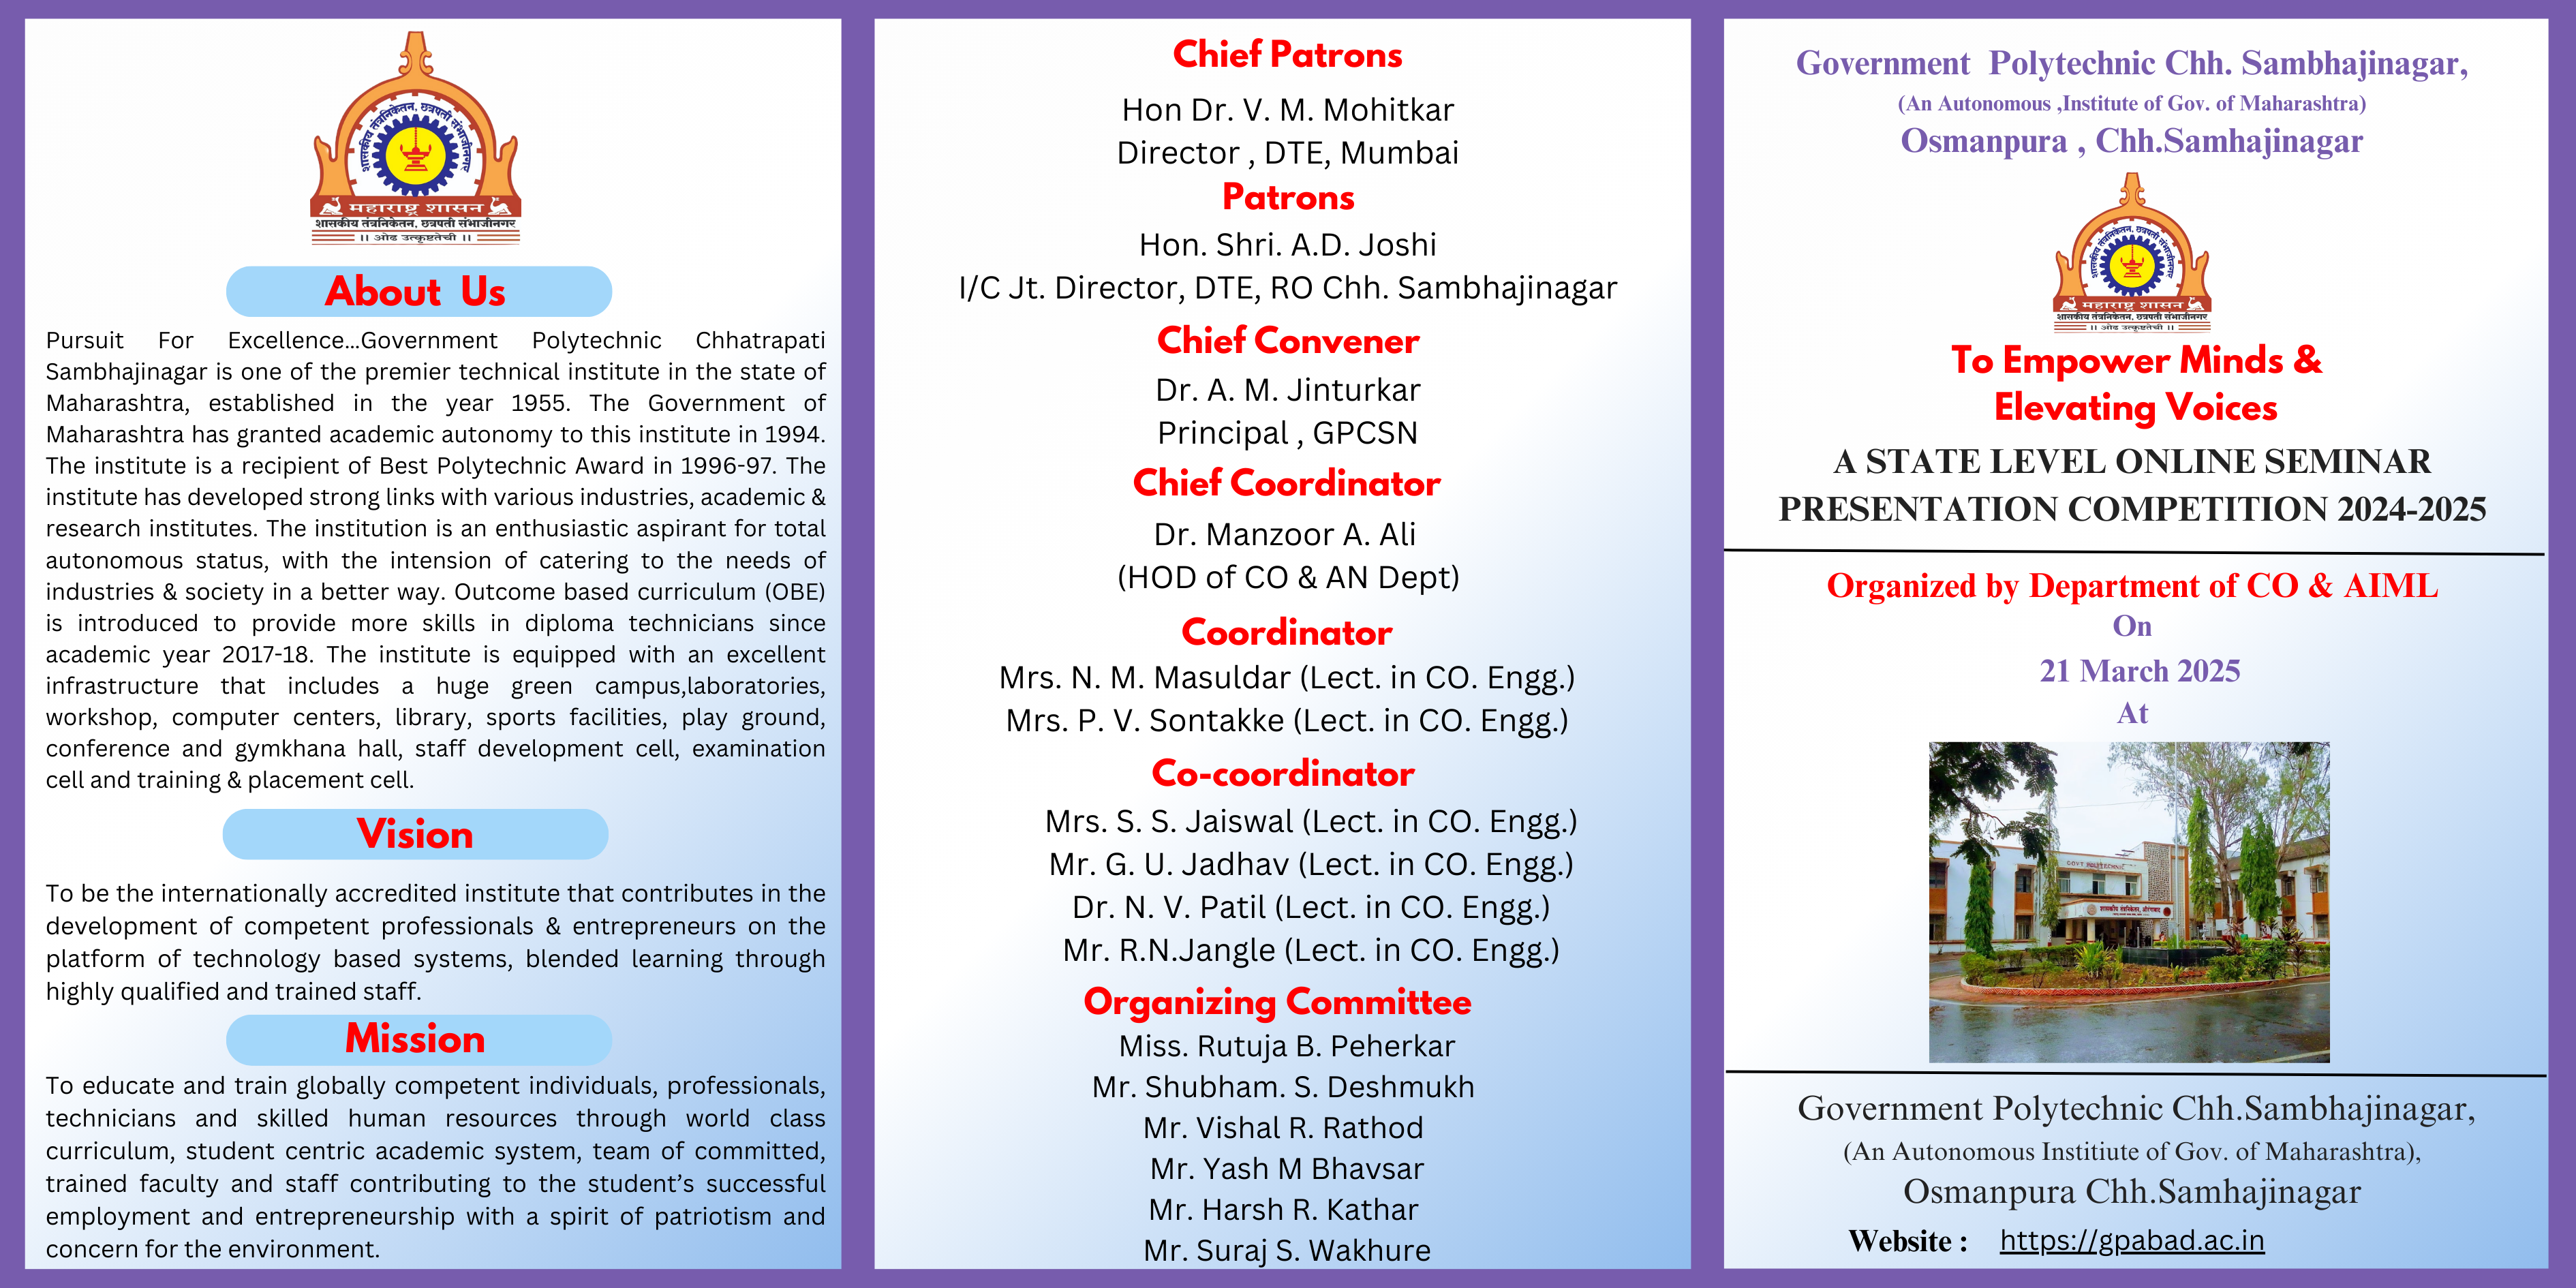 शासकीय तंत्रनिकेतन, छत्रपती संभाजीनगर
महाराष्ट्र शासन
शासकीय तंत्रनिकेतन, छत्रपती संभाजीनगर
।। ओढ उत्कृष्टतेची ।।
About Us
Pursuit For Excellence...Government Polytechnic Chhatrapati
Sambhajinagar is one of the premier technical institute in the state of
Maharashtra, established in the year 1955. The Government of
Maharashtra has granted academic autonomy to this institute in 1994.
The institute is a recipient of Best Polytechnic Award in 1996-97. The
institute has developed strong links with various industries, academic &
research institutes. The institution is an enthusiastic aspirant for total
autonomous status, with the intension of catering to the needs of
industries & society in a better way. Outcome based curriculum (OBE)
is introduced to provide more skills in diploma technicians since
academic year 2017-18. The institute is equipped with an excellent
infrastructure that includes a huge green campus,laboratories,
workshop, computer centers, library, sports facilities, play ground,
conference and gymkhana hall, staff development cell, examination
cell and training & placement cell.
Vision
To be the internationally accredited institute that contributes in the
development of competent professionals & entrepreneurs on the
platform of technology based systems, blended learning through
highly qualified and trained staff.
Mission
To educate and train globally competent individuals, professionals,
technicians and skilled human resources through world class
curriculum, student centric academic system, team of committed,
trained faculty and staff contributing to the student’s successful
employment and entrepreneurship with a spirit of patriotism and
concern for the environment.
Chief Patrons
Hon Dr. V. M. Mohitkar
Director , DTE, Mumbai
Patrons
Hon. Shri. A.D. Joshi
I/C Jt. Director, DTE, RO Chh. Sambhajinagar
Chief Convener
Dr. A. M. Jinturkar
Principal , GPCSN
Chief Coordinator
Dr. Manzoor A. Ali
(HOD of CO & AN Dept)
Coordinator
Mrs. N. M. Masuldar (Lect. in CO. Engg.)
Mrs. P. V. Sontakke (Lect. in CO. Engg.)
Co-coordinator
Mrs. S. S. Jaiswal (Lect. in CO. Engg.)
Mr. G. U. Jadhav (Lect. in CO. Engg.)
Dr. N. V. Patil (Lect. in CO. Engg.)
Mr. R.N.Jangle (Lect. in CO. Engg.)
Organizing Committee
Miss. Rutuja B. Peherkar
Mr. Shubham. S. Deshmukh
Mr. Vishal R. Rathod
Mr. Yash M Bhavsar
Mr. Harsh R. Kathar
Mr. Suraj S. Wakhure
Government Polytechnic Chh. Sambhajinagar,
(An Autonomous ,Institute of Gov. of Maharashtra)
Osmanpura , Chh.Samhajinagar
शासकीय तंत्रनिकेतन, छत्रपती संभाजीनगर
महाराष्ट्र शासन
शासकीय तंत्रनिकेतन, छत्रपती संभाजीनगर
।। ओढ उत्कृष्टतेची ।।
To Empower Minds &
Elevating Voices
A STATE LEVEL ONLINE SEMINAR
PRESENTATION COMPETITION 2024-2025
Organized by Department of CO & AIML
On
21 March 2025
At
GOVT POLYTECHNIC
शासकीय तंत्रनिकेतन, औरंगाबाद
Government Polytechnic Chh.Sambhajinagar,
(An Autonomous Institiute of Gov. of Maharashtra),
Osmanpura Chh.Samhajinagar
Website : https://gpabad.ac.in